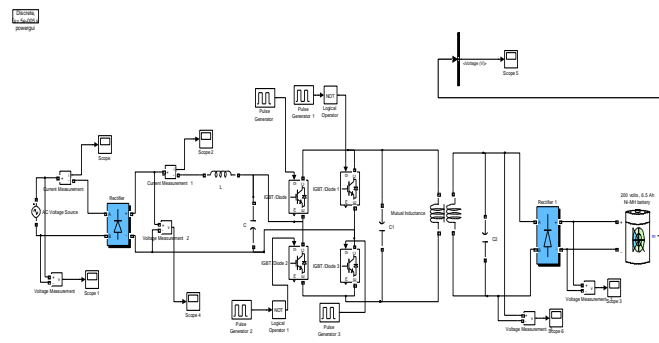 Discrete,
powergui
<Voltage (V)>
Scope 5
Pulse
Generator
Pulse
Generator 1
NOT
Logical
Operator
Scope
Scope 2
Current Measurement
Rectifier
Current Measurement 1
L
AC Voltage Source
IGBT /Diode
IGBT /Diode 1
C
C1
Mutual Inductance
C2
Rectifier 1
200 volts , 6.5 Ah
Ni-MH battery
m
Voltage Measurement
Scope 1
Voltage Measurement 2
Scope 4
IGBT /Diode 2
IGBT /Diode 3
Pulse
Generator 2
NOT
Logical
Operator 1
Pulse
Generator 3
Voltage Measurement
Scope 3
Voltage Measurement
Scope 6